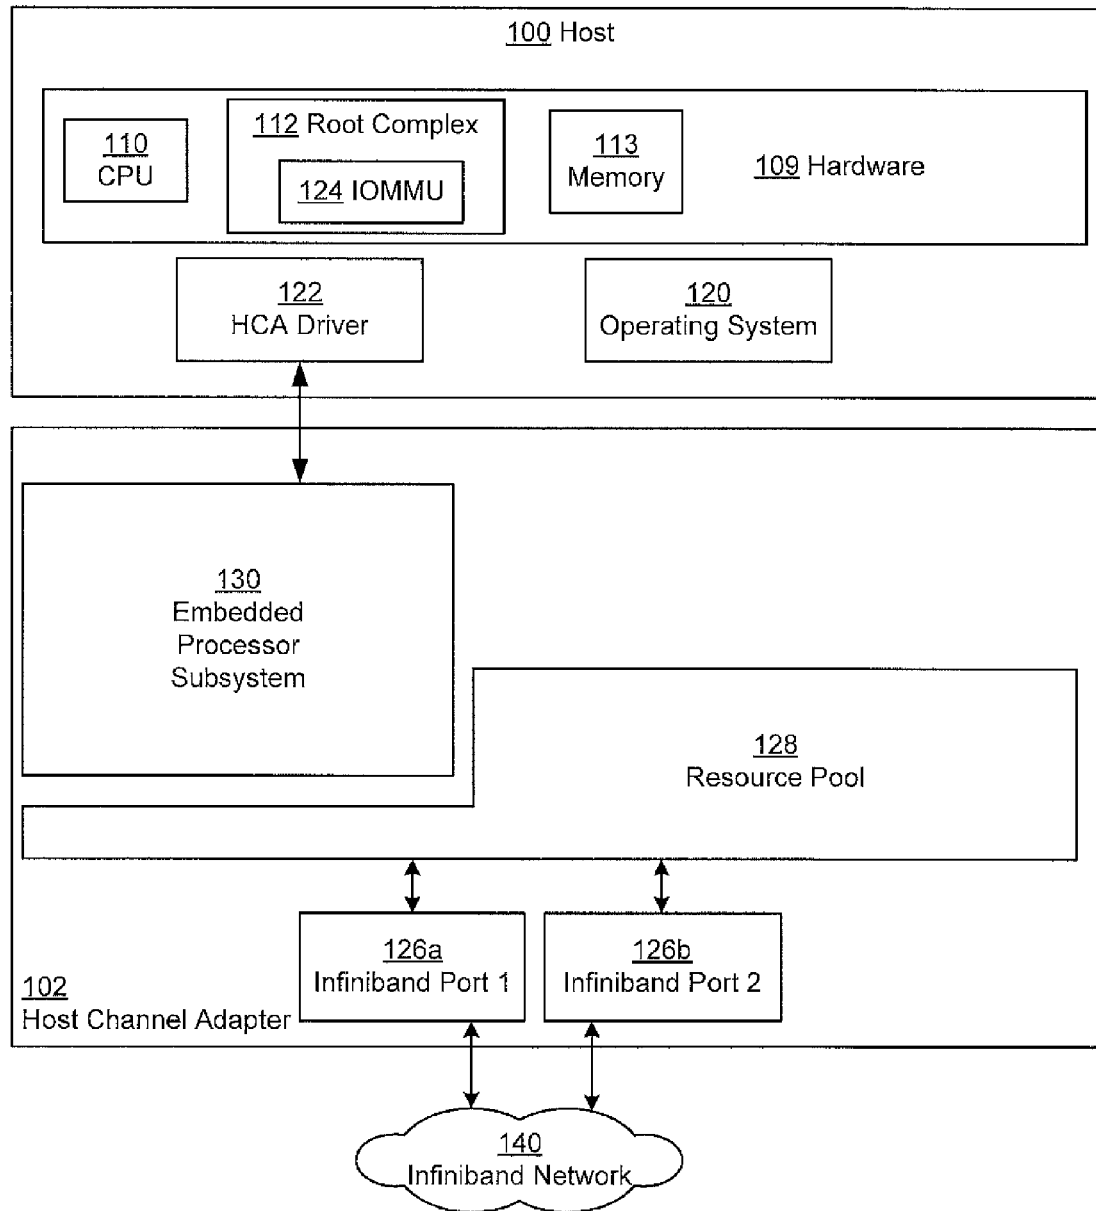 100 Host
112 Root Complex
110
CPU
124 IOMMU
113
Memory
109 Hardware
122
HCA Driver
120
Operating System
130
Embedded
Processor
Subsystem
128
Resource Pool
126a
Infiniband Port 1
126b
Infiniband Port 2
102
Host Channel Adapter
140
Infiniband Network